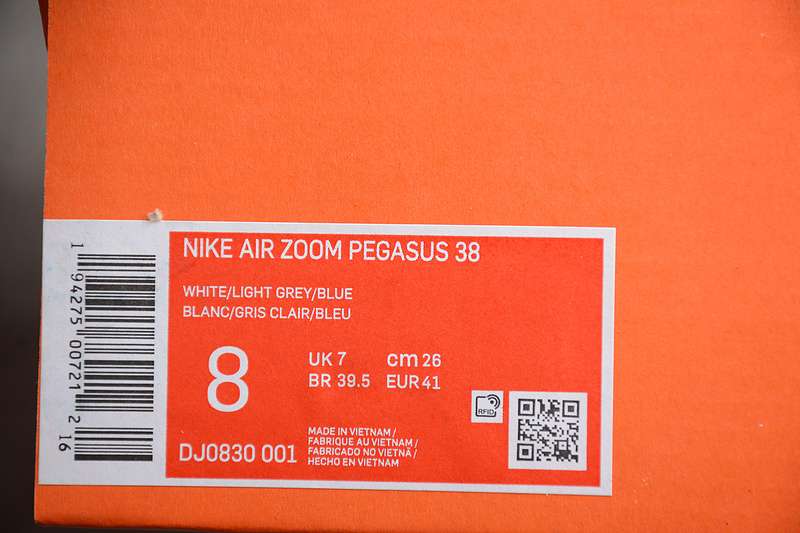 NIKE AIR ZOOM PEGASUS 38
WHITE/LIGHT GREY/BLUE
BLANC/GRIS CLAIR/BLEU
8
UK 7 cm 26
BR 39.5 EUR 41
RFID
DJ0830 001
MADE IN VIETNAM /
FABRIQUE AU VIETNAM /
FABRICADO NO VIETNÃ /
HECHO EN VIETNAM
1 94275 00721 2
16